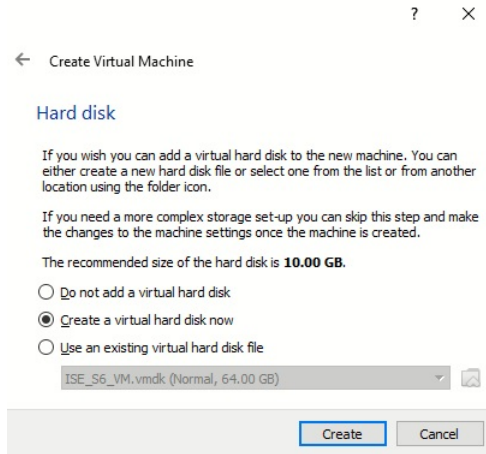 ?
Create Virtual Machine
Hard disk
If you wish you can add a virtual hard disk to the new machine. You can
either create a new hard disk file or select one from the list or from another
location using the folder icon.
If you need a more complex storage set-up you can skip this step and make
the changes to the machine settings once the machine is created.
The recommended size of the hard disk is 10.00 GB.
Do not add a virtual hard disk
Create a virtual hard disk now
Use an existing virtual hard disk file
ISE_S6_VM.vmdk (Normal, 64.00 GB)
Create Cancel